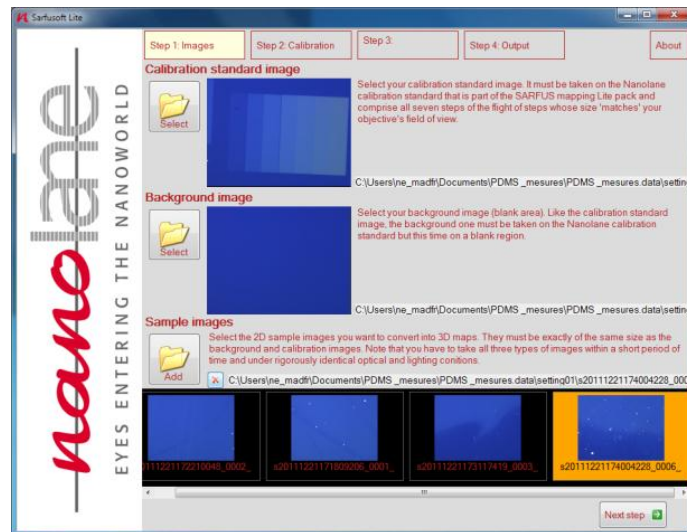 Sarfusoft Lite
Step 1: Images
Step 2: Calibration
Step 3:
Step 4: Output
About
nanolane
EYES ENTERING THE NANOWORLD
Calibration standard image
Select
Select your calibration standard image. It must be taken on the Nanolane
calibration standard that is part of the SARFUS mapping Lite pack and
comprise all seven steps of the flight of steps whose size 'matches' your
objective's field of view.
C:\Users\ne_madfr\Documents\PDMS _mesures\PDMS _mesures.data\setting
Background image
Select
Select your background image (blank area). Like the calibration standard
image, the background one must be taken on the Nanolane calibration
standard but this time on a blank region.
C:\Users\ne_madfr\Documents\PDMS _mesures\PDMS _mesures.data\setting
Sample images
Add
Select the 2D sample images you want to convert into 3D maps. They must be exactly of the same size as the
background and calibration images. Note that you have to take all three types of images within a short period of
time and under rigorously identical optical and lighting conitions.
C:\Users\ne_madfr\Documents\PDMS _mesures\PDMS _mesures.data\setting01\s20111221174004228_000
0111221172210048_0002_
s20111221171809206_0001_
s20111221173117419_0003_
s20111221174004228_0006_
Next step